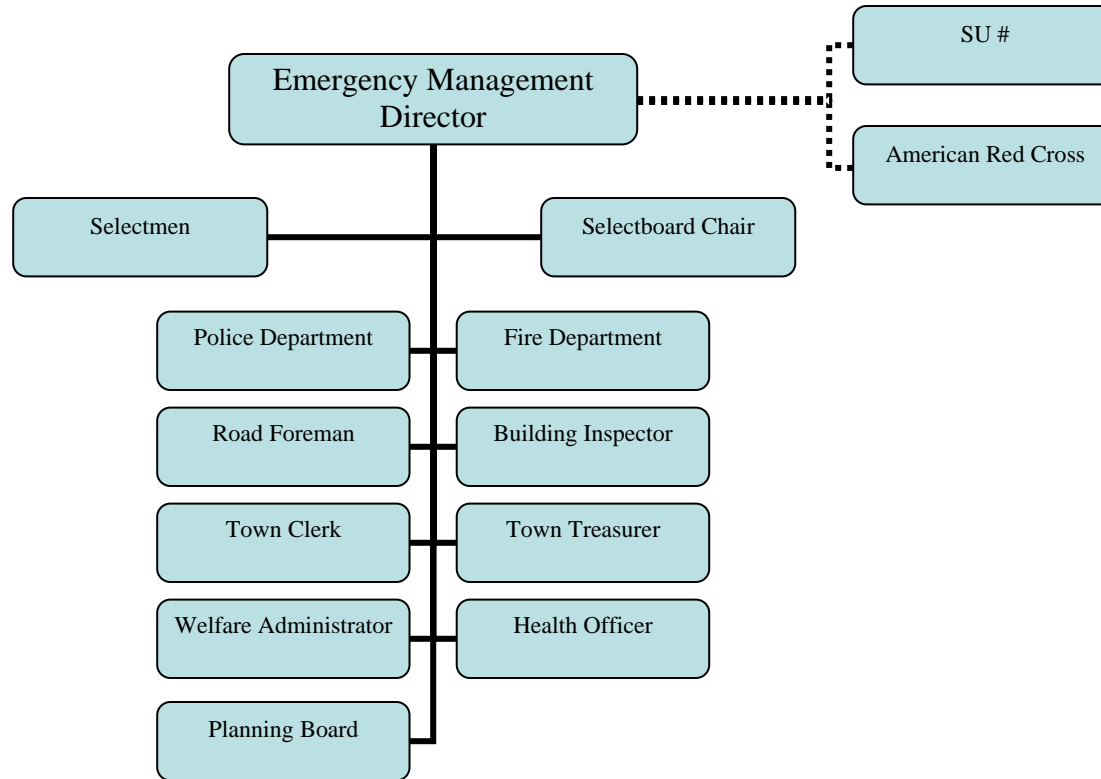 SU #
Emergency Management
Director
American Red Cross
Selectmen
Selectboard Chair
Police Department
Fire Department
Road Foreman
Building Inspector
Town Clerk
Town Treasurer
Welfare Administrator
Health Officer
Planning Board